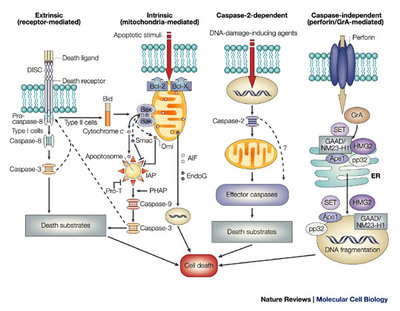 Extrinsic
(receptor-mediated)
Death ligand
DISC
Death receptor
Pro-
caspase-8
Type I cells
Type II cells
Caspase-8
Caspase-3
Death substrates
Intrinsic
(mitochondria-mediated)
Apoptotic stimuli
Bcl-2
Bcl-XL
Bid
Bax
Bak
Cytochrome c
Smac
Omi
Apoptosome
IAP
AIF
EndoG
Pro-T
PHAP
Caspase-9
Caspase-3
Caspase-2-dependent
DNA-damage-inducing agents
Caspase-2
?
Effector caspases
Death substrates
Cell death
Caspase-independent
(perforin/GrA-mediated)
Perforin
GrA
SET
GAAD/
NM23-H1
HMG2
Ape1
pp32
ER
SET
HMG2
Ape1
GAAD/
NM23-H1
pp32
DNA fragmentation
Nature Reviews | Molecular Cell Biology